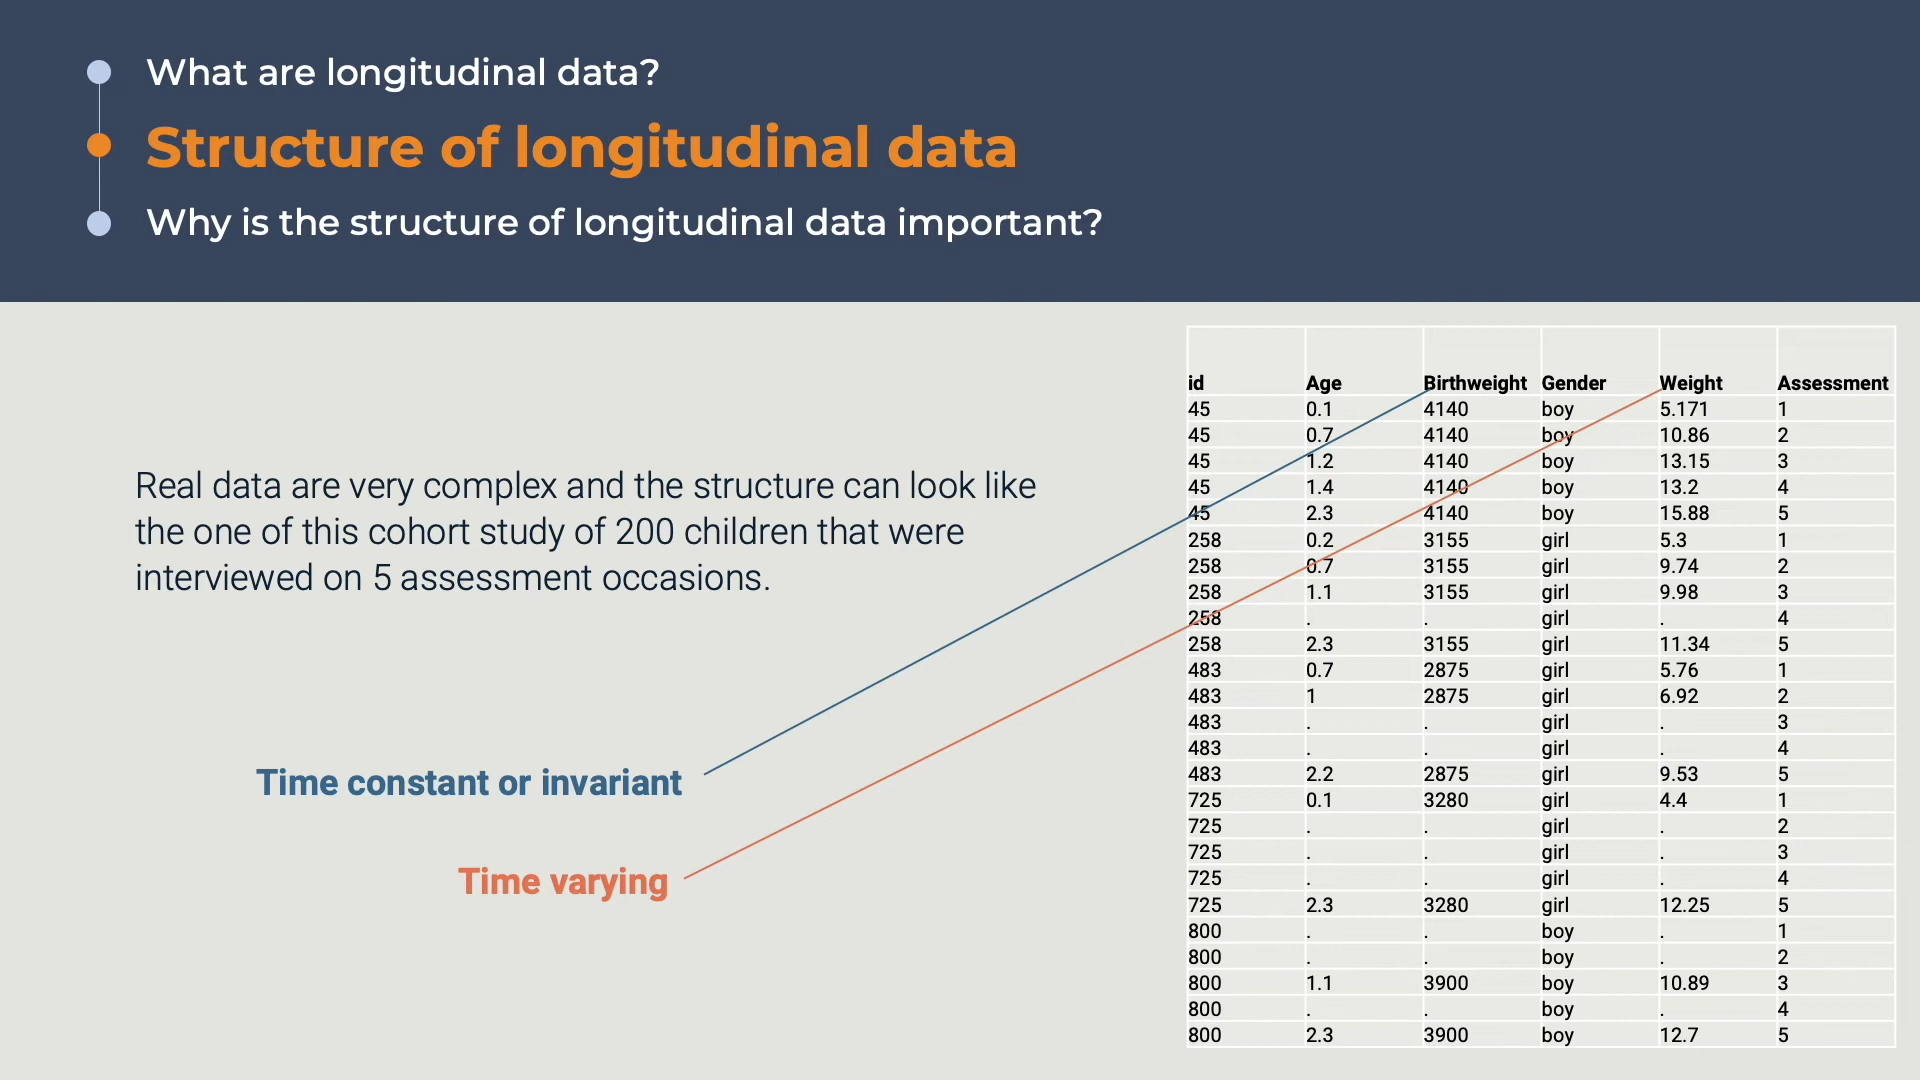 What are longitudinal data?
Structure of longitudinal data
Why is the structure of longitudinal data important?
Real data are very complex and the structure can look like
the one of this cohort study of 200 children that were
interviewed on 5 assessment occasions.
Time constant or invariant
Time varying
id Age Birthweight Gender Weight Assessment
45 0.1 4140 boy 5.171 1
45 0.7 4140 boy 10.86 2
45 1.2 4140 boy 13.15 3
45 1.4 4140 boy 13.2 4
45 2.3 4140 boy 15.88 5
258 0.2 3155 girl 5.3 1
258 0.7 3155 girl 9.74 2
258 1.1 3155 girl 9.98 3
258 . . girl . 4
258 2.3 3155 girl 11.34 5
483 0.7 2875 girl 5.76 1
483 1 2875 girl 6.92 2
483 . . girl . 3
483 . . girl . 4
483 2.2 2875 girl 9.53 5
725 0.1 3280 girl 4.4 1
725 . . girl . 2
725 . . girl . 3
725 . . girl . 4
725 2.3 3280 girl 12.25 5
800 . . boy . 1
800 . . boy . 2
800 1.1 3900 boy 10.89 3
800 . . boy . 4
800 2.3 3900 boy 12.7 5